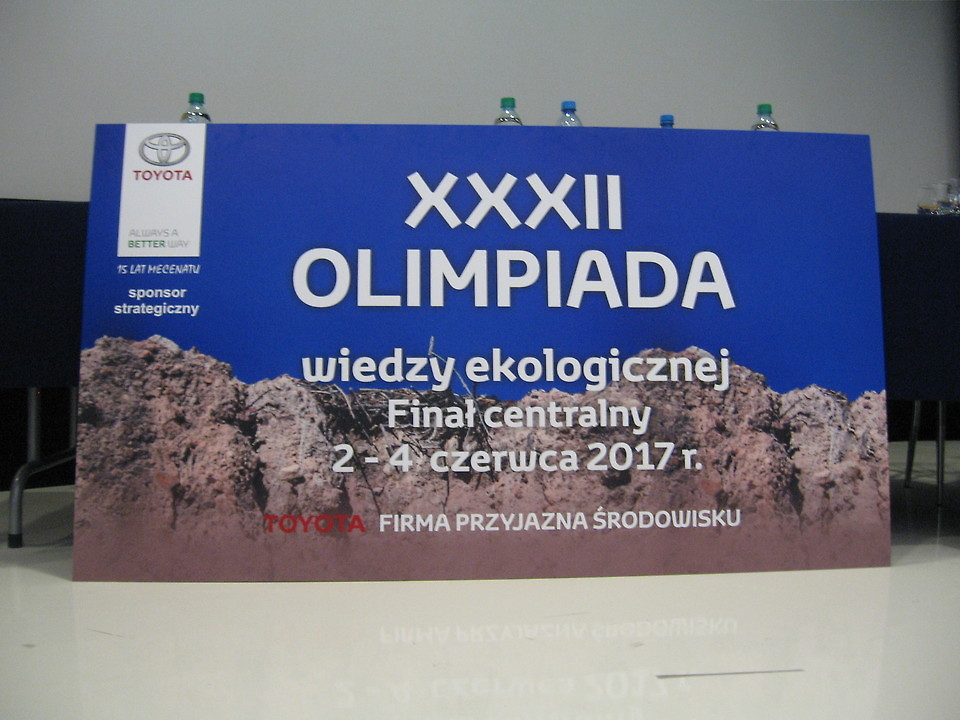 TOYOTA
ALWAYS A
BETTER WAY
15 LAT MECENATU
sponsor
strategiczny
XXXII
OLIMPIADA
wiedzy ekologicznej
Finał centralny
2 - 4 czerwca 2017 r.
TOYOTA FIRMA PRZYJAZNA ŚRODOWISKU